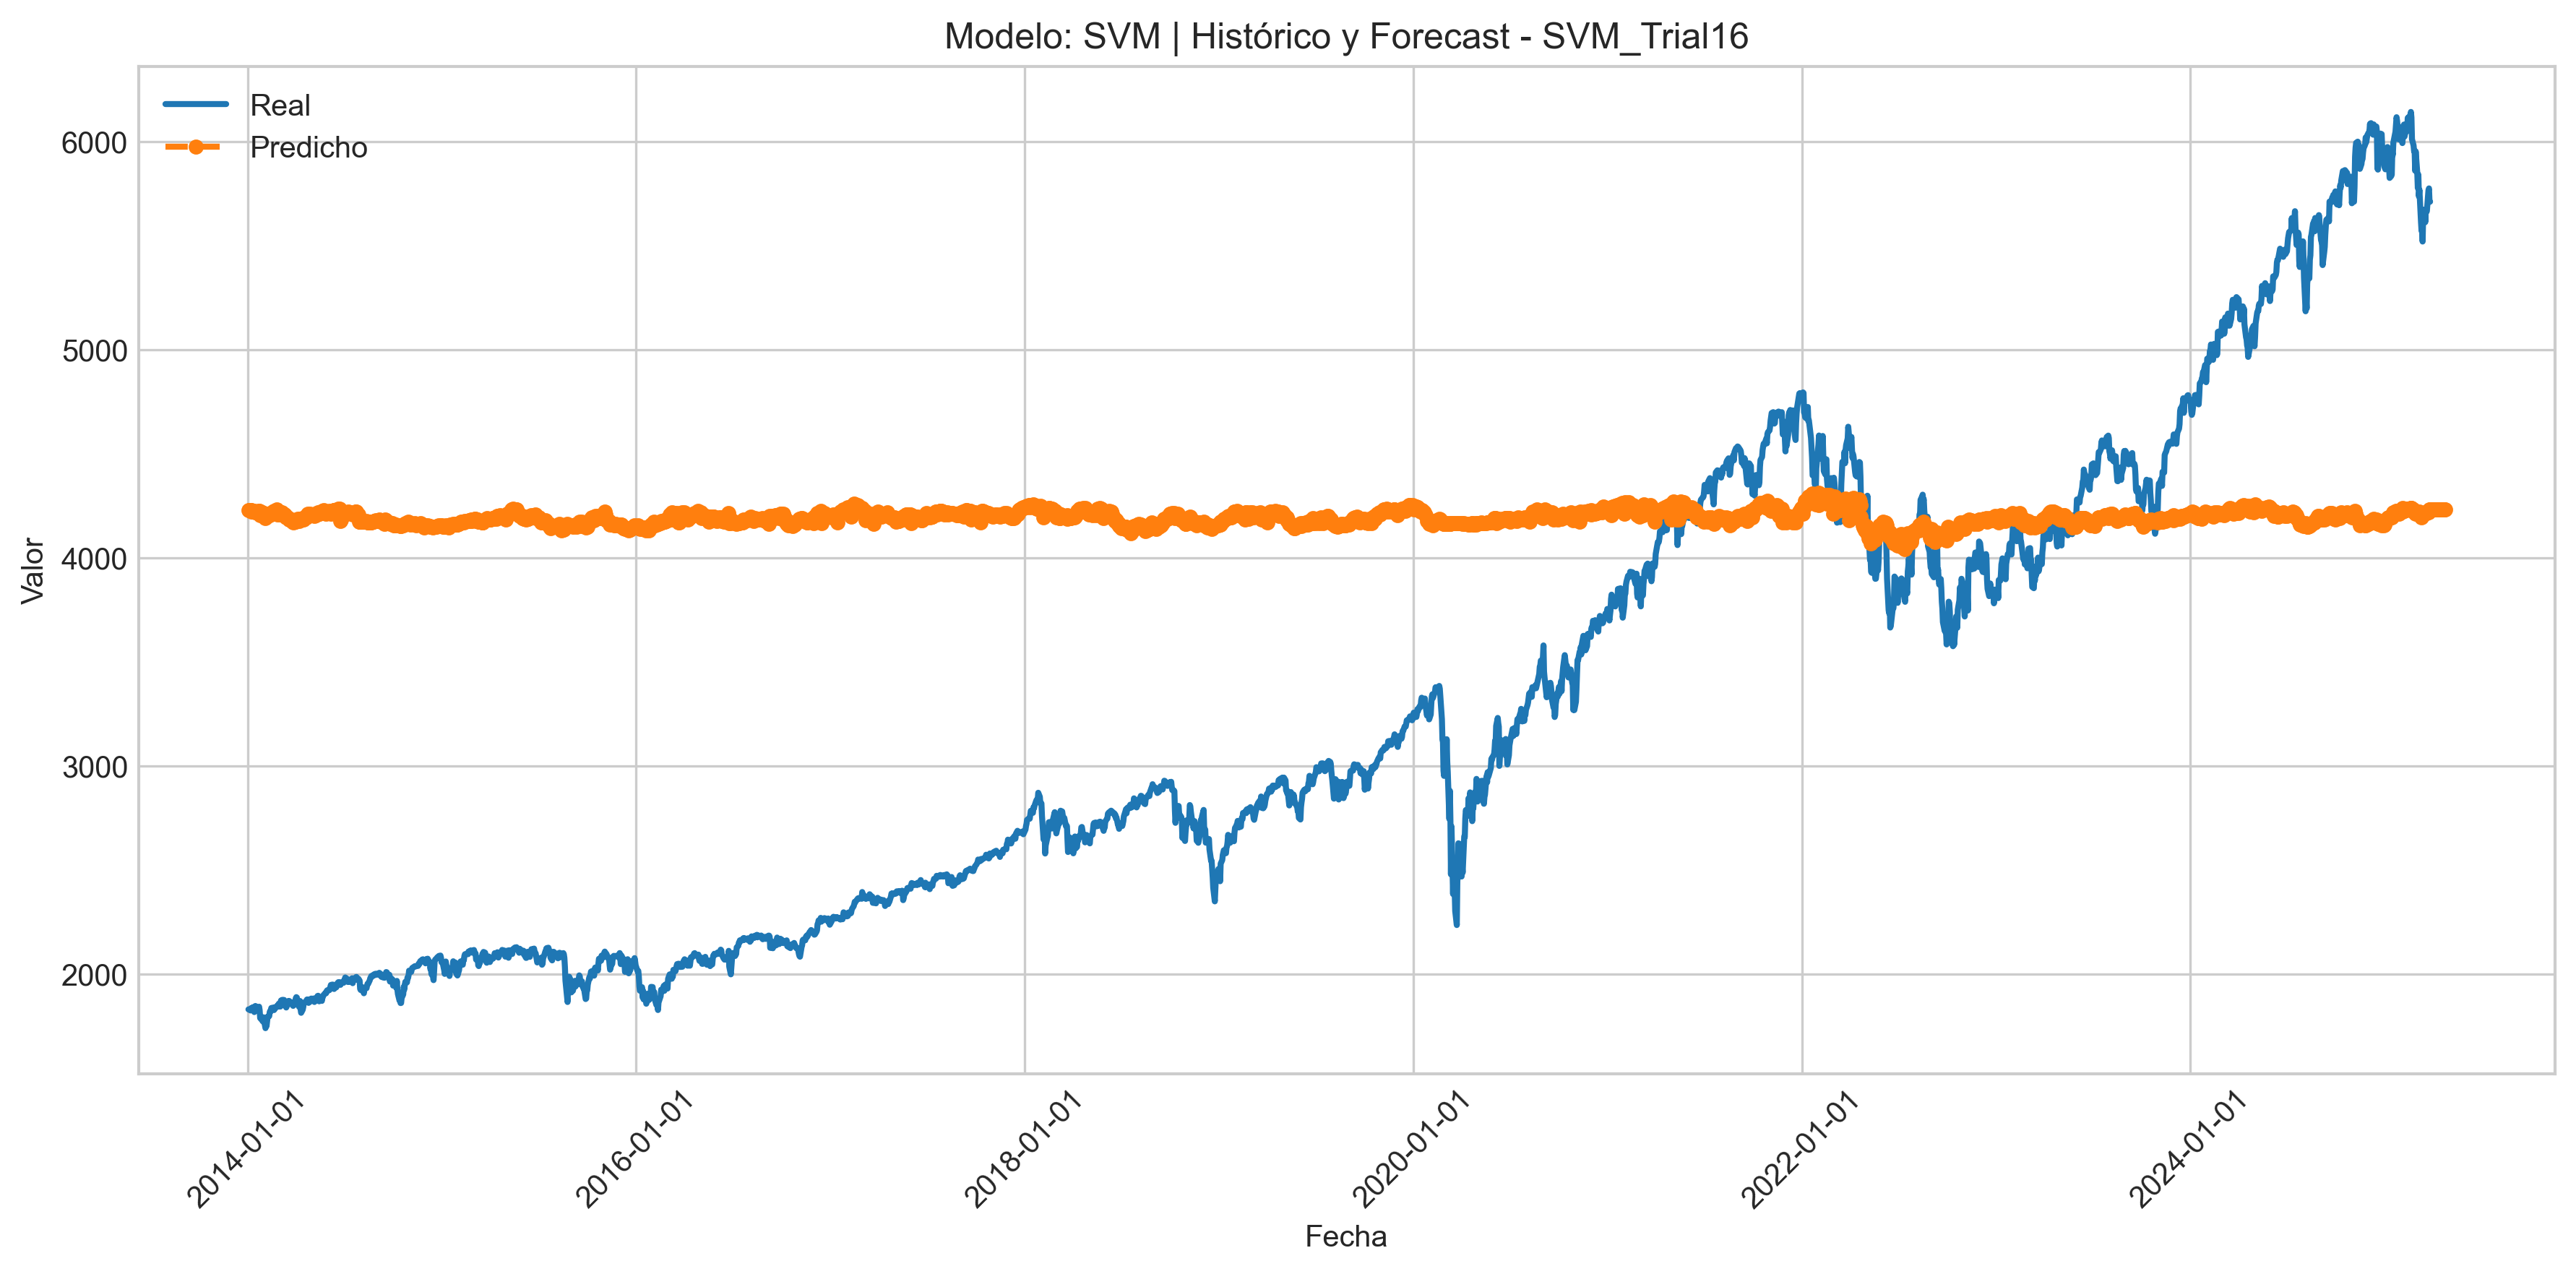 Modelo: SVM | Histórico y Forecast - SVM_Trial16
Real
Predicho
6000
5000
4000
3000
2000
Valor
2014-01-01
2016-01-01
2018-01-01
2020-01-01
2022-01-01
2024-01-01
Fecha